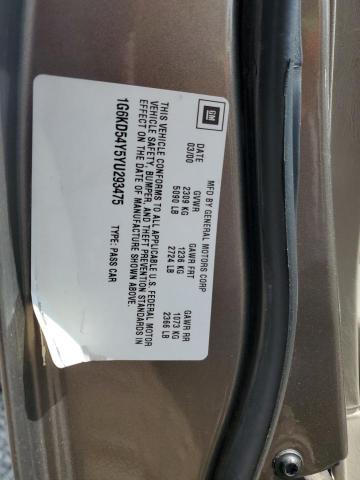 GM
MFD BY GENERAL MOTORS CORP
DATE GVWR GAWR FRT GAWR RR
03/00 2309 KG 1236 KG 1073 KG
5090 LB 2724 LB 2366 LB
THIS VEHICLE CONFORMS TO ALL APPLICABLE U.S. FEDERAL MOTOR
VEHICLE SAFETY, BUMPER, AND THEFT PREVENTION STANDARDS IN
EFFECT ON THE DATE OF MANUFACTURE SHOWN ABOVE.
1G6KD54Y5YU293475 TYPE: PASS CAR